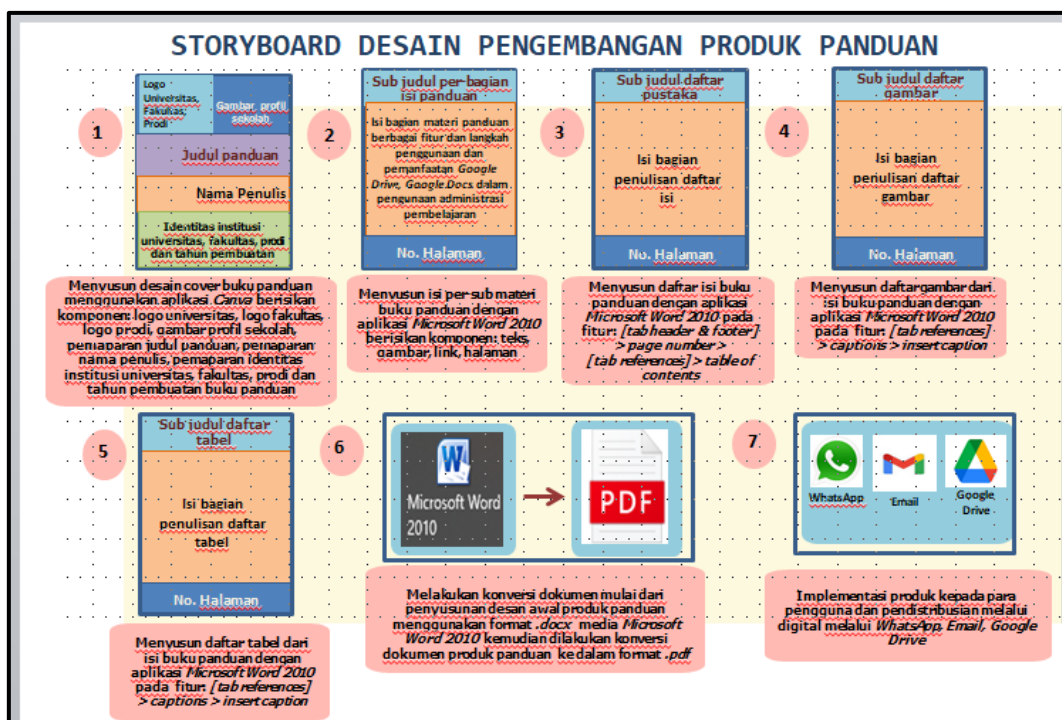 STORYBOARD DESAIN PENGEMBANGAN PRODUK PANDUAN
1
Logo
Universitas,
Fakultas,
Prodi
Gambar profil
sekolah
Judul panduan
Nama Penulis
Identitas institusi
universitas, fakultas, prodi
dan tahun pembuatan
Menyusun desain cover buku panduan
menggunakan aplikasi Canva berisikan
komponen: logo universitas, logo fakultas,
logo prodi, gambar profil sekolah,
pemaparan judul panduan, pemaparan
nama penulis, pemaparan identitas
institusi universitas, fakultas, prodi dan
tahun pembuatan buku panduan
2
Sub judul per-bagian
isi panduan
Isi bagian materi panduan
berbagai fitur dan langkah
penggunaan dan
pemanfaatan Google
Drive, Google Docs dalam
pengunaan administrasi
pembelajaran
No. Halaman
Menyusun isi per sub materi
buku panduan dengan
aplikasi Microsoft Word 2010
berisikan komponen: teks,
gambar, link, halaman
3
Sub judul daftar
pustaka
Isi bagian
penulisan daftar
isi
No. Halaman
Menyusun daftar isi buku
panduan dengan aplikasi
Microsoft Word 2010 pada
fitur: [tab header & footer]
> page number >
[tab references] > table of
contents
4
Sub judul daftar
gambar
Isi bagian
penulisan daftar
gambar
No. Halaman
Menyusun daftar gambar dari
isi buku panduan dengan
aplikasi Microsoft Word 2010
pada fitur: [tab references]
> captions > insert caption
5
Sub judul daftar
tabel
Isi bagian
penulisan daftar
tabel
No. Halaman
Menyusun daftar tabel dari
isi buku panduan dengan
aplikasi Microsoft Word 2010
pada fitur: [tab references]
> captions > insert caption
6
W
Microsoft Word
2010
PDF
Melakukan konversi dokumen mulai dari
penyusunan desan awal produk panduan
menggunakan format .docx media Microsoft
Word 2010 kemudian dilakukan konversi
dokumen produk panduan ke dalam format .pdf
7
WhatsApp
Email
Google
Drive
Implementasi produk kepada para
pengguna dan pendistribusian melalui
digital melalui WhatsApp, Email, Google
Drive